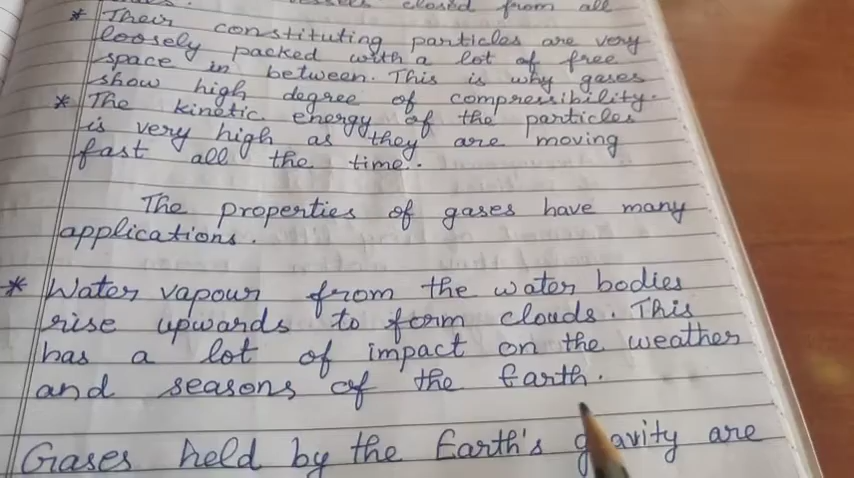 closed from all
* Their constituting particles are very
loosely packed with a lot of free
space in between. This is why gases
show high degree of compressibility.
* The kinetic energy of the particles
is very high as they are moving
fast all the time.
The properties of gases have many
applications.
* Water vapour from the water bodies
rise upwards to form clouds. This
has a lot of impact on the weather
and seasons of the Earth.
Gases held by the Earth's gravity are